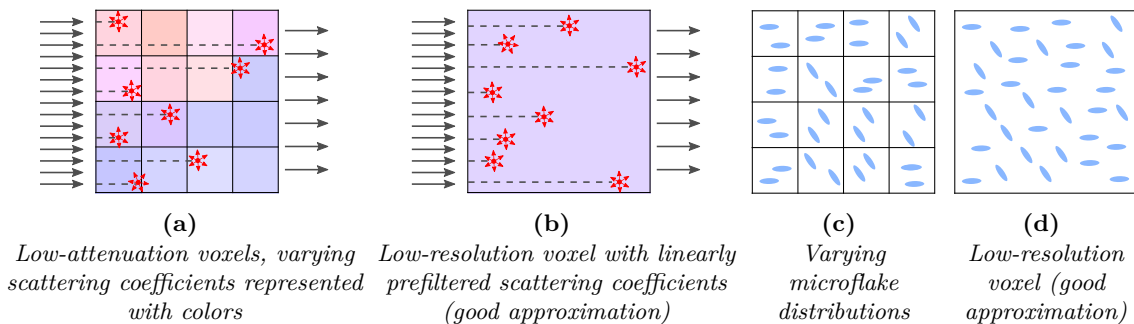 (a)
Low-attenuation voxels, varying
scattering coefficients represented
with colors
(b)
Low-resolution voxel with linearly
prefiltered scattering coefficients
(good approximation)
(c)
Varying
microflake
distributions
(d)
Low-resolution
voxel (good
approximation)